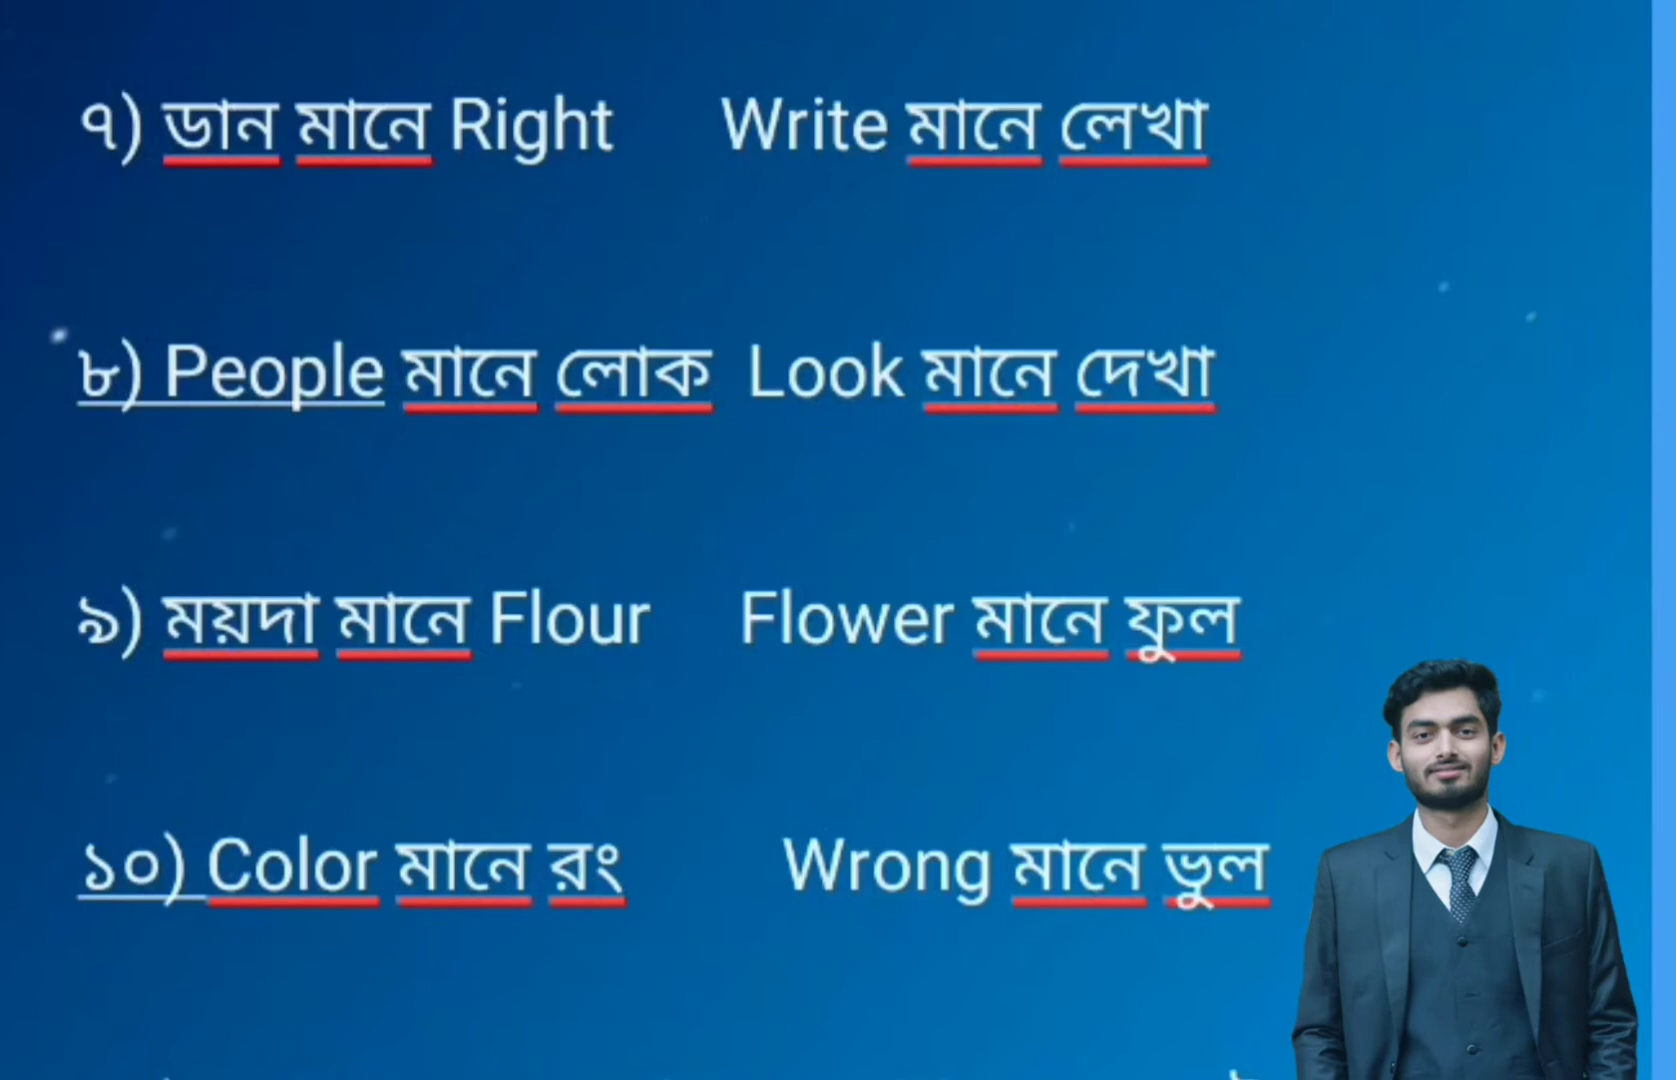 ৭) ডান মানে Right Write মানে লেখা
৮) People মানে লোক Look মানে দেখা
৯) ময়দা মানে Flour Flower মানে ফুল
১০) Color মানে রং Wrong মানে ভুল